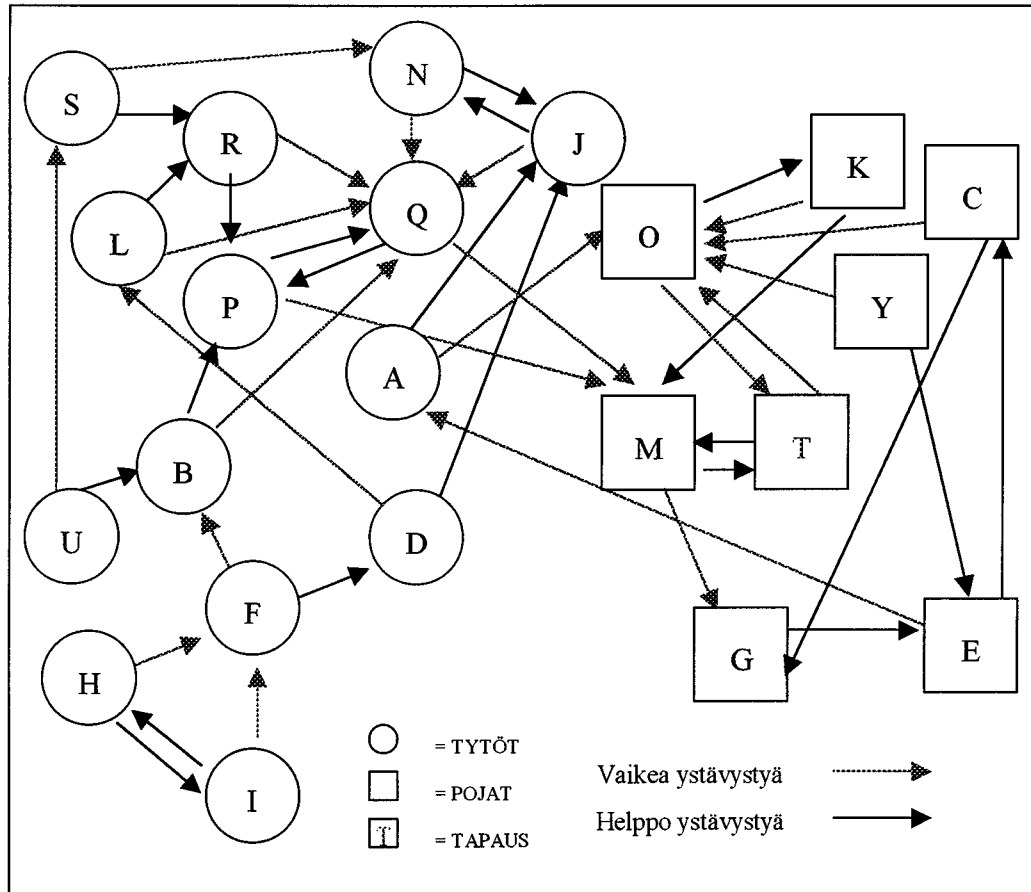 S
N
R
J
K
C
L
Q
O
P
Y
A
M
T
B
U
D
F
G
E
H
I
= TYTÖT
= POJAT
T = TAPAUS
Vaikea ystävystyä
Helppo ystävystyä